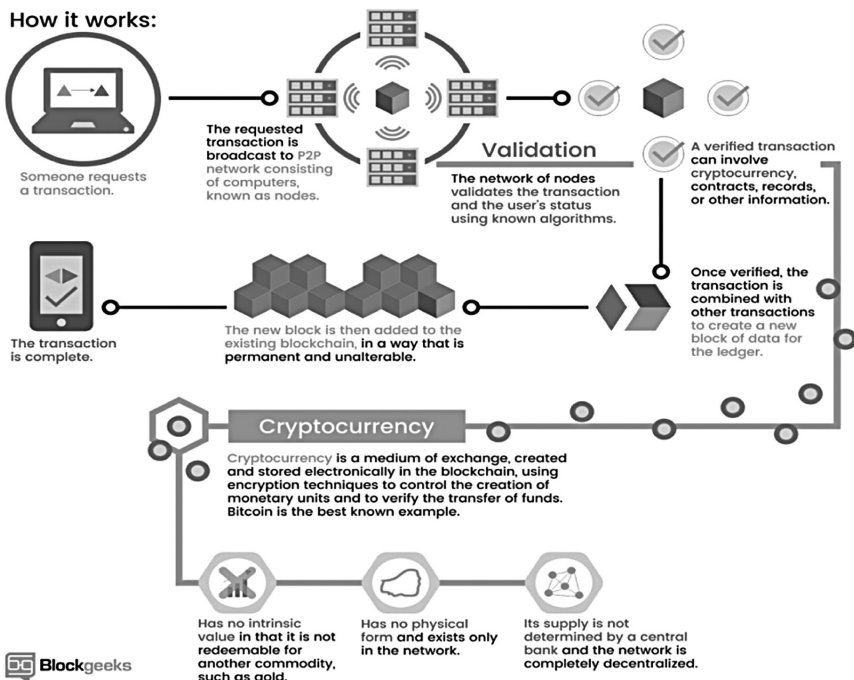 How it works:
Someone requests
a transaction.
The requested
transaction is
broadcast to P2P
network consisting
of computers,
known as nodes.
Validation
The network of nodes
validates the transaction
and the user's status
using known algorithms.
A verified transaction
can involve
cryptocurrency,
contracts, records,
or other information.
Once verified, the
transaction is
combined with
other transactions
to create a new
block of data for
the ledger.
The new block is then added to the
existing blockchain, in a way that is
permanent and unalterable.
The transaction
is complete.
Cryptocurrency
Cryptocurrency is a medium of exchange, created
and stored electronically in the blockchain, using
encryption techniques to control the creation of
monetary units and to verify the transfer of funds.
Bitcoin is the best known example.
Has no intrinsic
value in that it is not
redeemable for
another commodity,
such as gold.
Has no physical
form and exists only
in the network.
Its supply is not
determined by a central
bank and the network is
completely decentralized.
Blockgeeks